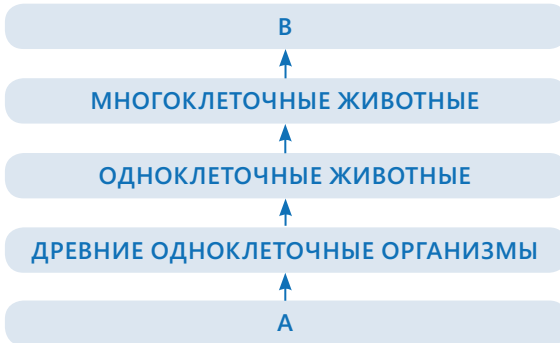 В
МНОГОКЛЕТОЧНЫЕ ЖИВОТНЫЕ
ОДНОКЛЕТОЧНЫЕ ЖИВОТНЫЕ
ДРЕВНИЕ ОДНОКЛЕТОЧНЫЕ ОРГАНИЗМЫ
А